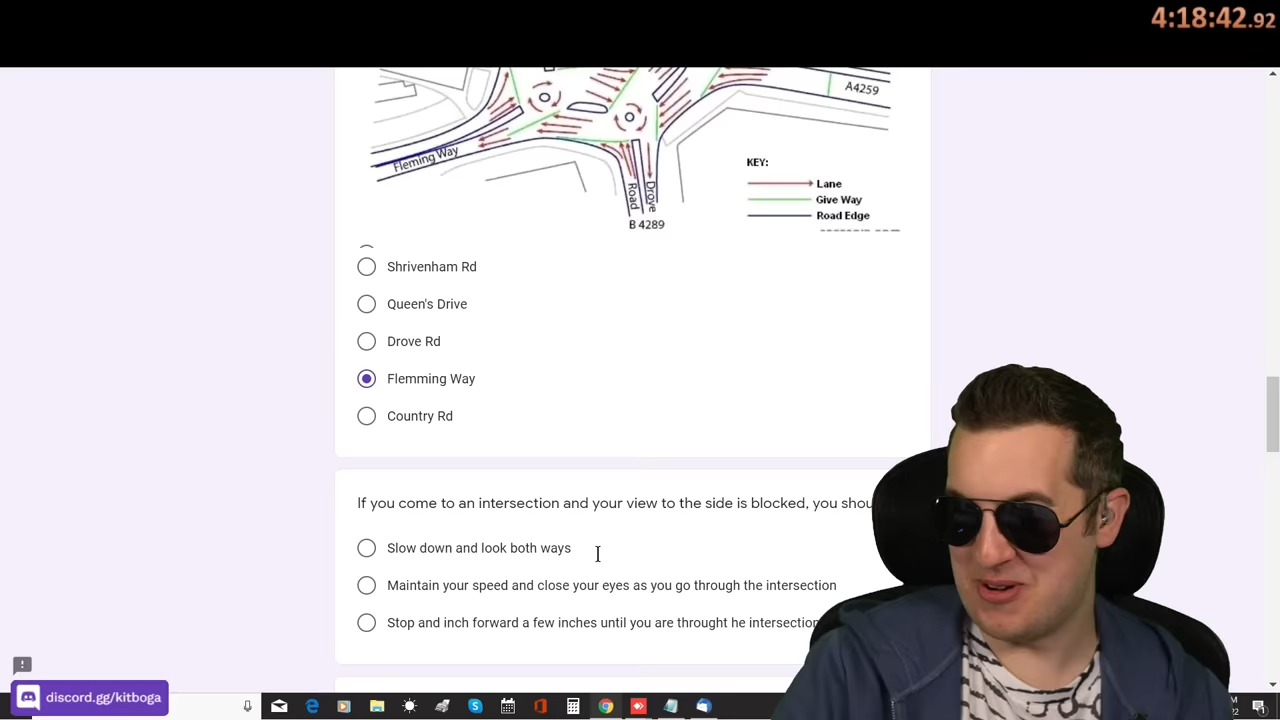 4:18:42.92
A4259
Fleming Way
KEY:
Lane
Give Way
Road Edge
Road
Drove
B 4289
Shrivenham Rd
Queen's Drive
Drove Rd
Flemming Way
Country Rd
If you come to an intersection and your view to the side is blocked, you shou
Slow down and look both ways
Maintain your speed and close your eyes as you go through the intersection
Stop and inch forward a few inches until you are throught he intersection
discord.gg/kitboga